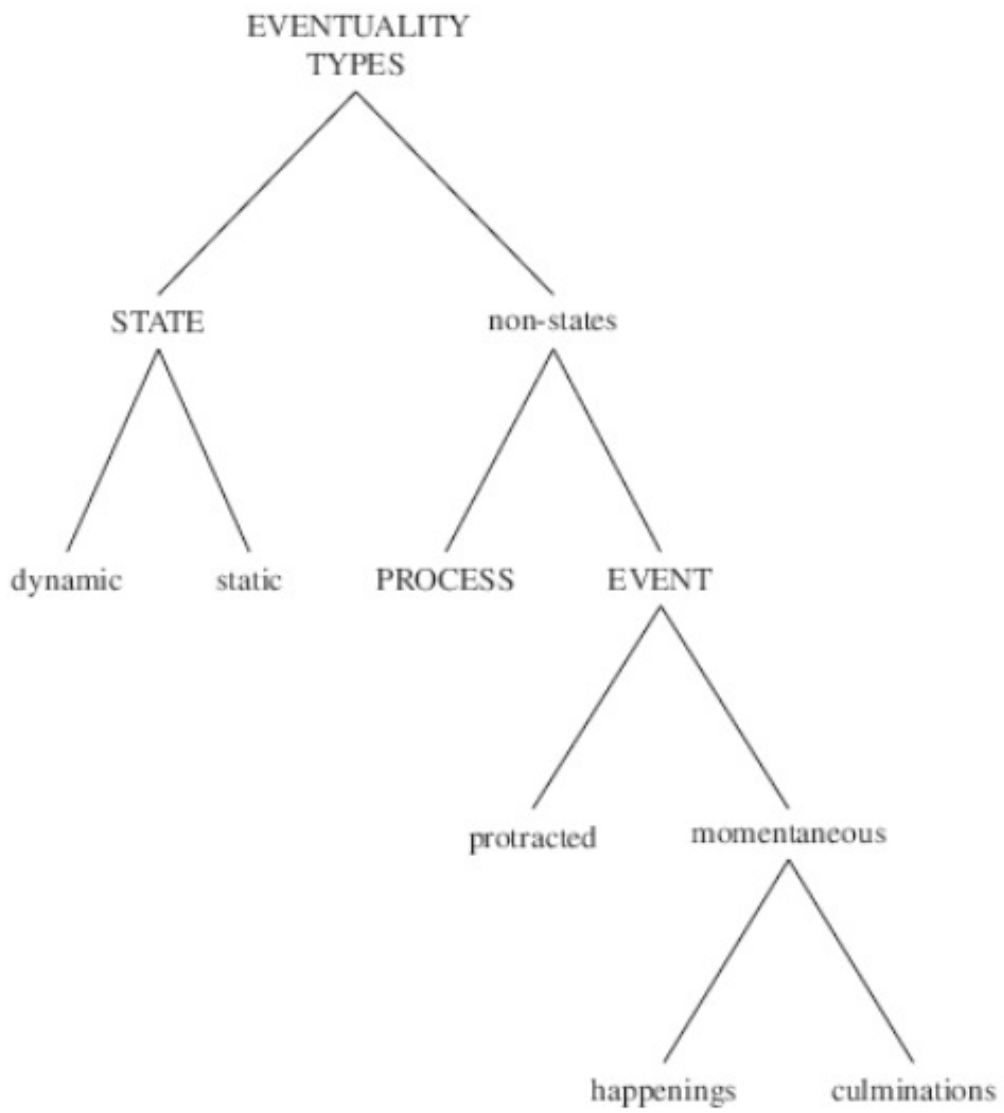 EVENTUALITY
TYPES
STATE
non-states
dynamic
static
PROCESS
EVENT
protracted
momentaneous
happenings
culminations